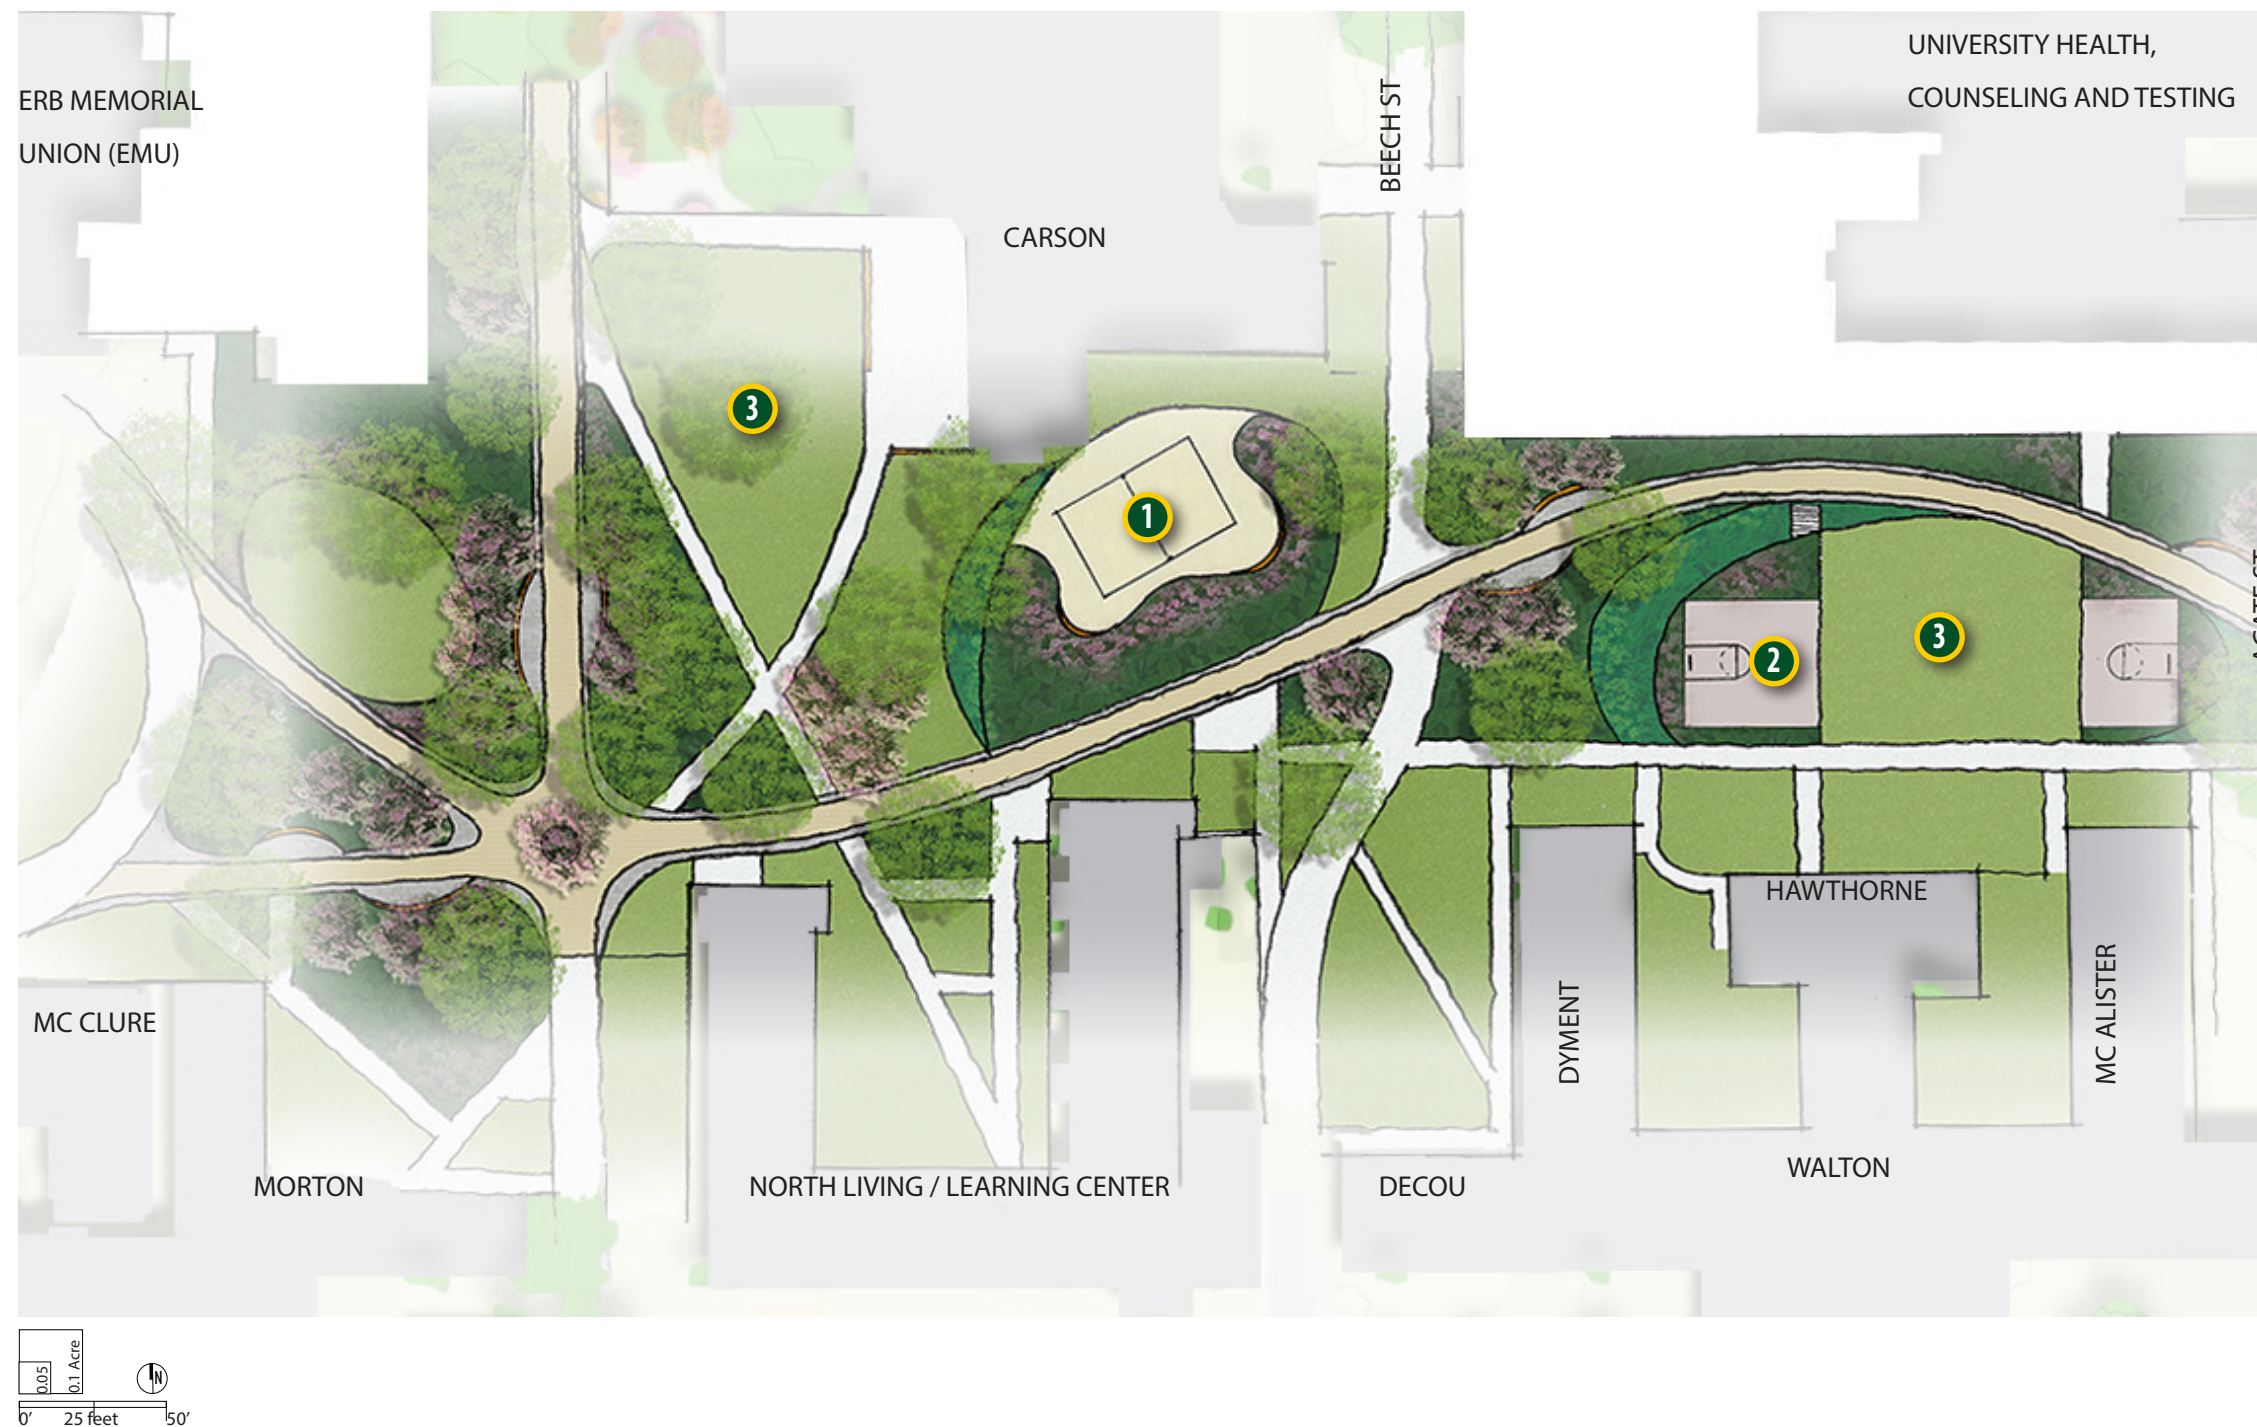 UNIVERSITY HEALTH,
COUNSELING AND TESTING
ERB MEMORIAL
UNION (EMU)
BEECH ST
CARSON
3
1
AGATE ST
3
2
HAWTHORNE
MC CLURE
DYMENT
MC ALISTER
MORTON
NORTH LIVING / LEARNING CENTER
DECOU
WALTON
0.05
0.1 Acre
N
0'
25 feet
50'